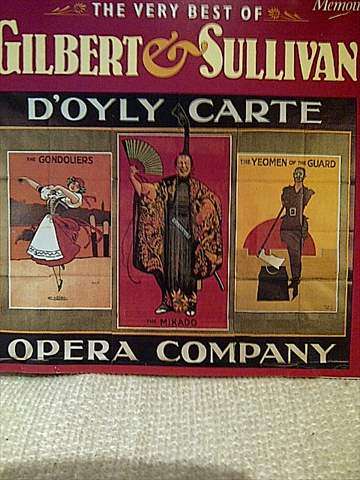 THE VERY BEST OF
GILBERT & SULLIVAN
D'OYLY CARTE
THE GONDOLIERS
THE MIKADO
THE YEOMEN OF THE GUARD
OPERA COMPANY